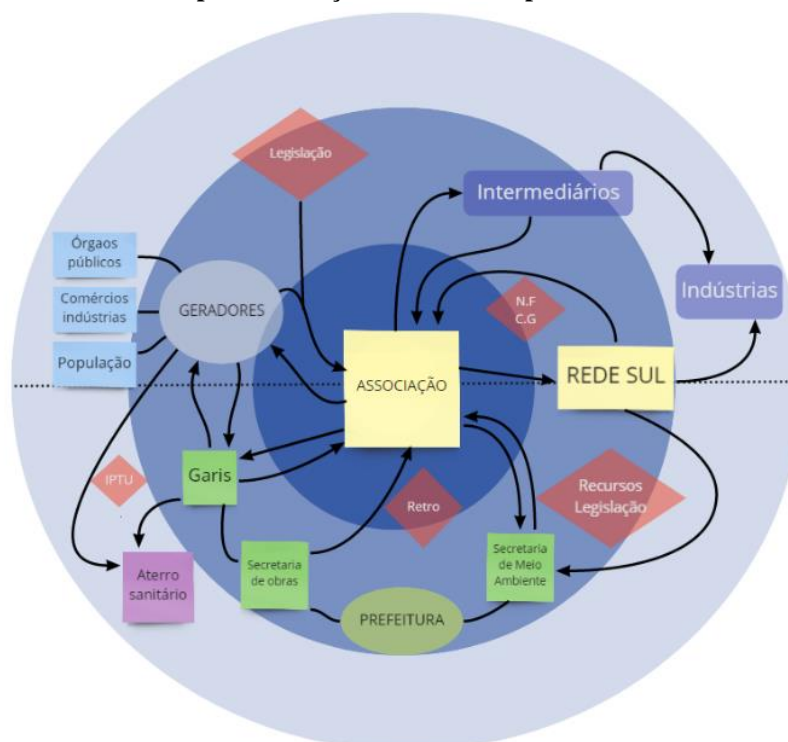 Legislação
Intermediários
Órgaos
públicos
Comércios
indústrias
População
GERADORES
N.F
C.G
Indústrias
ASSOCIAÇÃO
REDE SUL
Garis
IPTU
Retro
Recursos
Legislação
Aterro
sanitário
Secretaria
de obras
Secretaria
de Meio
Ambiente
PREFEITURA